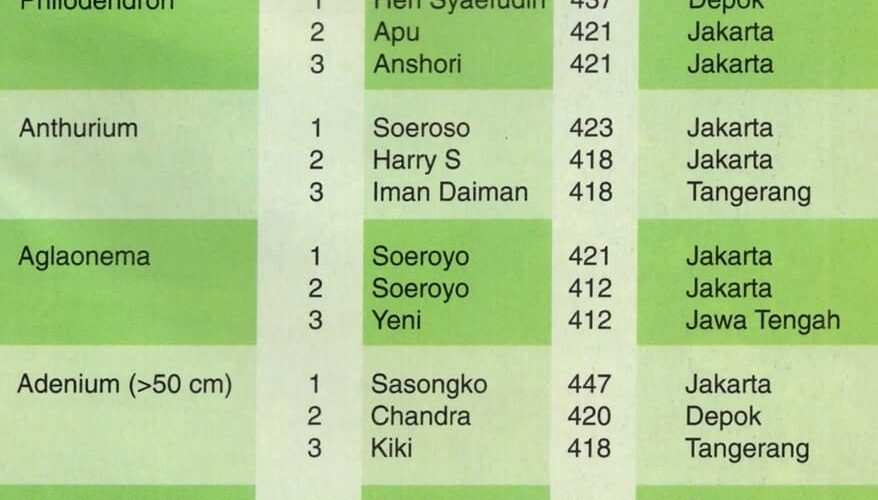 Philodendron 1 Heri Syaefudin 437 Depok
2 Apu 421 Jakarta
3 Anshori 421 Jakarta
Anthurium 1 Soeroso 423 Jakarta
2 Harry S 418 Jakarta
3 Iman Daiman 418 Tangerang
Aglaonema 1 Soeroyo 421 Jakarta
2 Soeroyo 412 Jakarta
3 Yeni 412 Jawa Tengah
Adenium (>50 cm) 1 Sasongko 447 Jakarta
2 Chandra 420 Depok
3 Kiki 418 Tangerang